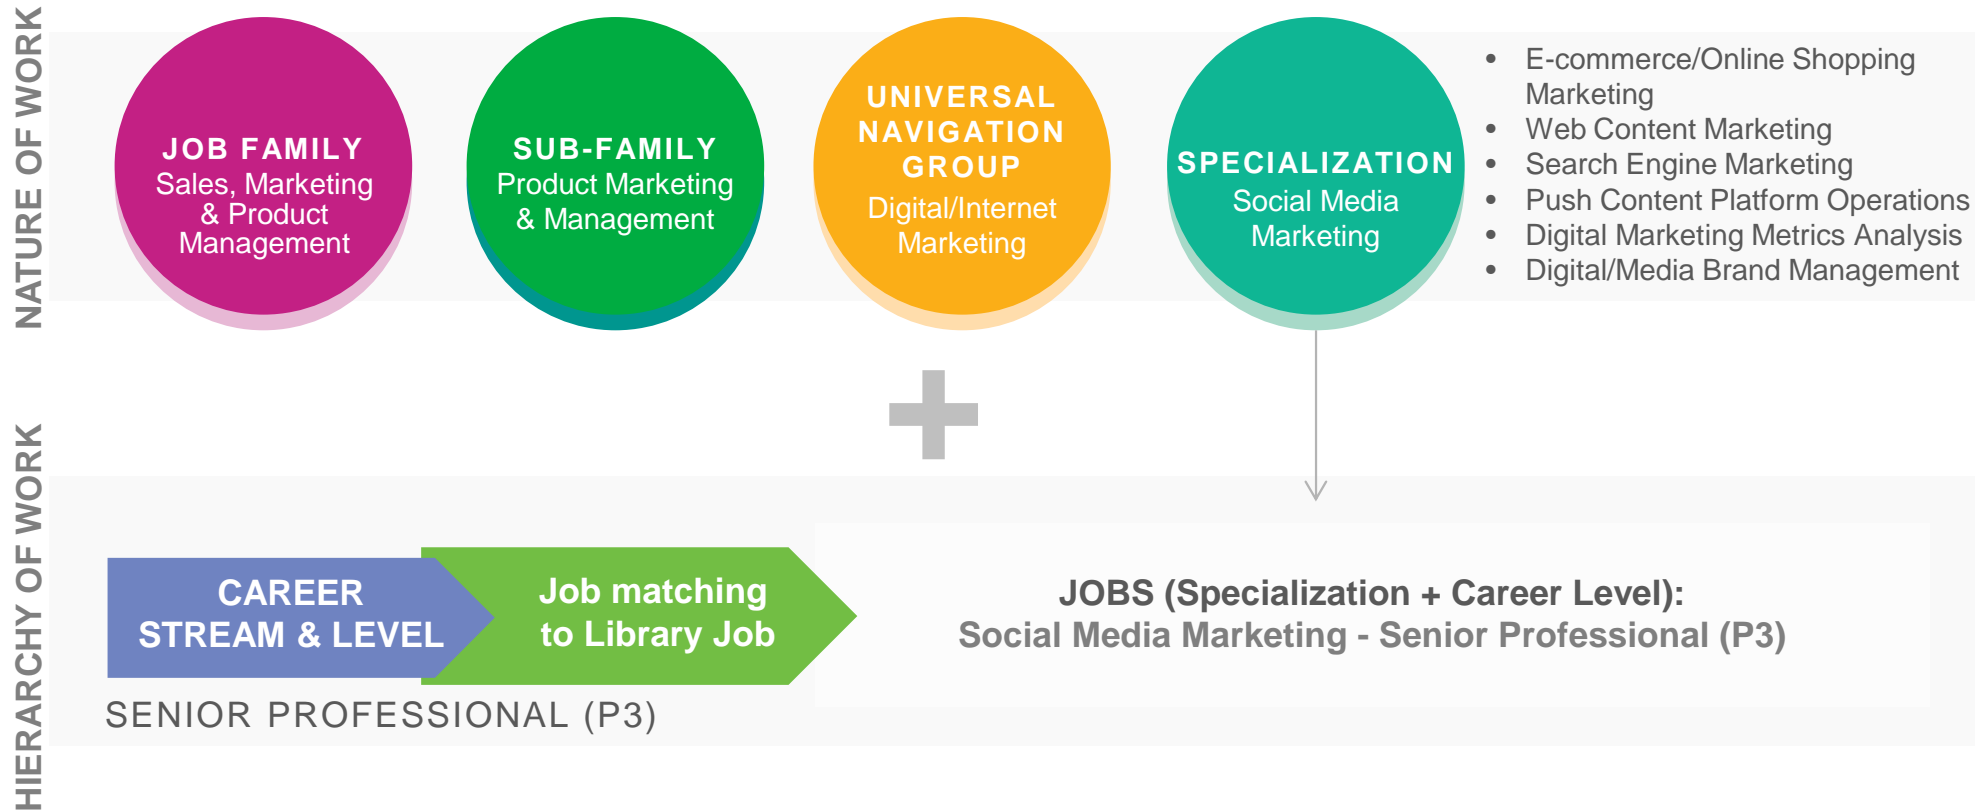 NATURE OF WORK
JOB FAMILY
Sales, Marketing
& Product
Management
SUB-FAMILY
Product Marketing
& Management
UNIVERSAL
NAVIGATION
GROUP
Digital/Internet
Marketing
SPECIALIZATION
Social Media
Marketing
• E-commerce/Online Shopping
Marketing
• Web Content Marketing
• Search Engine Marketing
• Push Content Platform Operations
• Digital Marketing Metrics Analysis
• Digital/Media Brand Management
HIERARCHY OF WORK
CAREER
STREAM & LEVEL
Job matching
to Library Job
SENIOR PROFESSIONAL (P3)
JOBS (Specialization + Career Level):
Social Media Marketing - Senior Professional (P3)